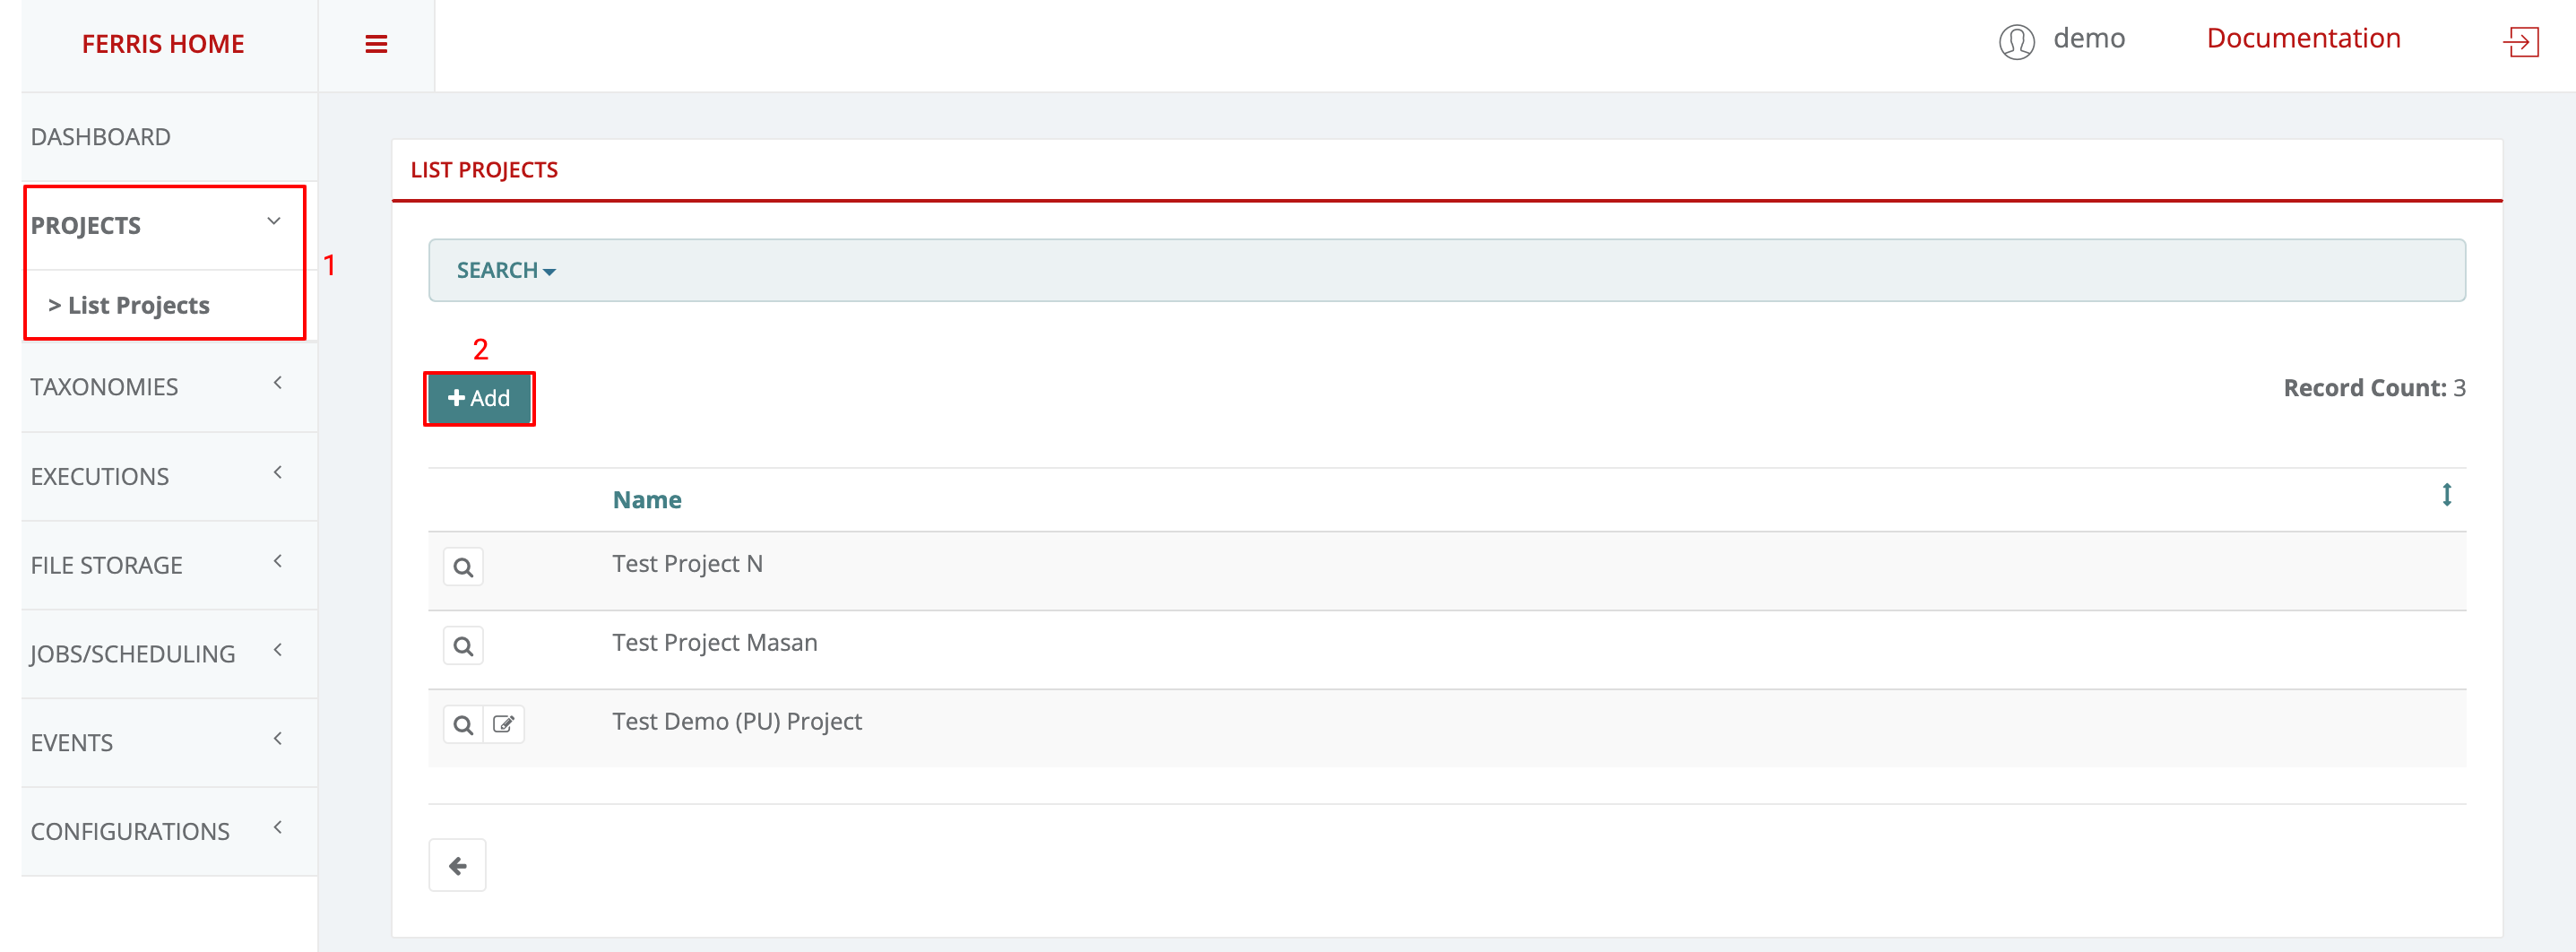 FERRIS HOME
demo
Documentation
DASHBOARD
PROJECTS
> List Projects
1
TAXONOMIES
EXECUTIONS
FILE STORAGE
JOBS/SCHEDULING
EVENTS
CONFIGURATIONS
LIST PROJECTS
SEARCH
2
Add
Record Count: 3
Name
Test Project N
Test Project Masan
Test Demo (PU) Project